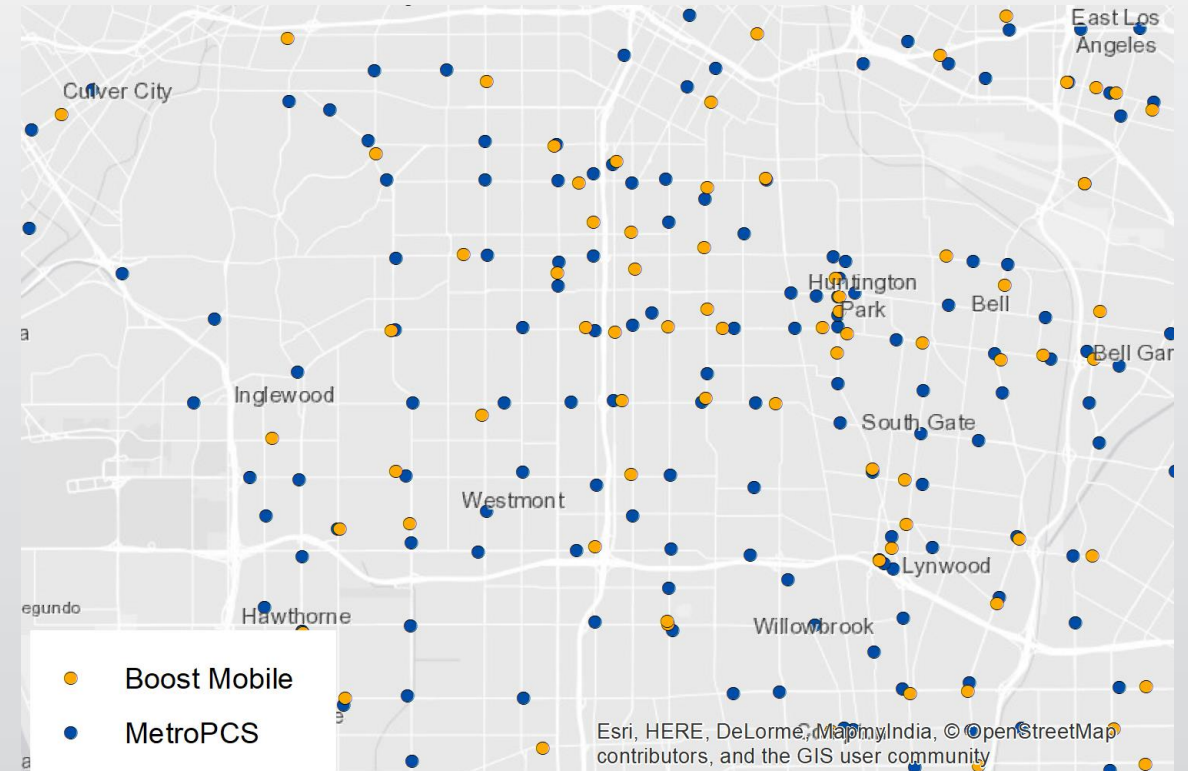 East Los
Angeles
Culver City
Huntington
Park
Bell
a
Bell Gar
Inglewood
South Gate
Westmont
Lynwood
egundo
Hawthorne
Willowbrook
Boost Mobile
MetroPCS
e
a
Esri, HERE, DeLorme, MapmyIndia, © OpenStreetMap
contributors, and the GIS user community